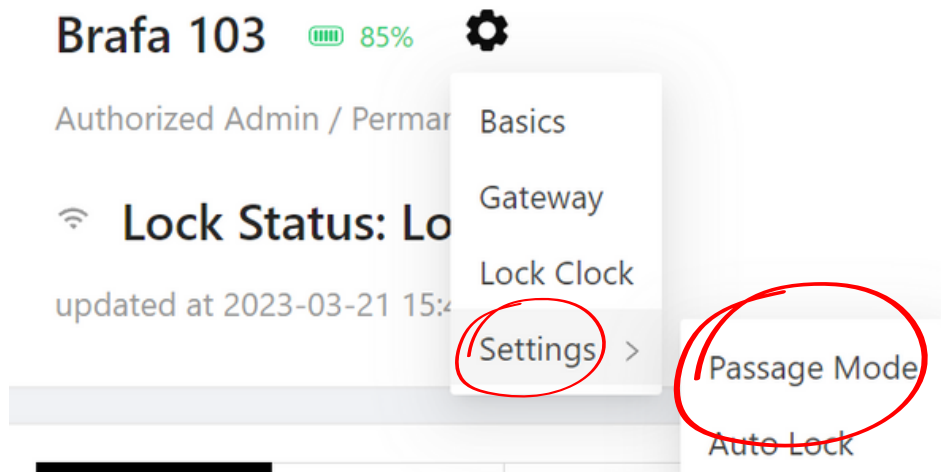 Brafa 103 85%
Authorized Admin / Perma
Basics
Gateway
Lock Status: Lo
Lock Clock
updated at 2023-03-21 15:4
Settings >
Passage Mode
Auto Lock